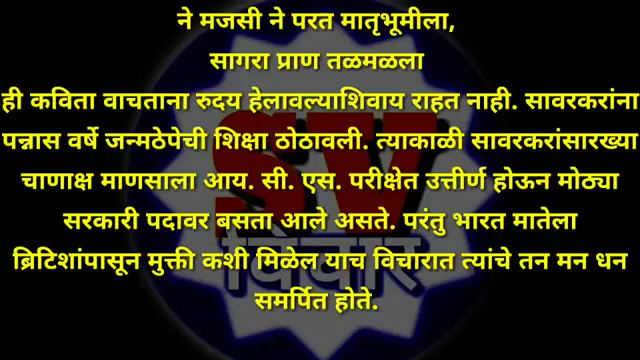 ने मजसी ने परत मातृभूमीला,
सागरा प्राण तळमळला
ही कविता वाचताना रुदय हेलावल्याशिवाय राहत नाही. सावरकरांना
पन्नास वर्षे जन्मठेपेची शिक्षा ठोठावली. त्याकाळी सावरकरांसारख्या
चाणाक्ष माणसाला आय. सी. एस. परीक्षेत उत्तीर्ण होऊन मोठ्या
सरकारी पदावर बसता आले असते. परंतु भारत मातेला
ब्रिटिशांपासून मुक्ती कशी मिळेल याच विचारात त्यांचे तन मन धन
समर्पित होते.
SV
विचार